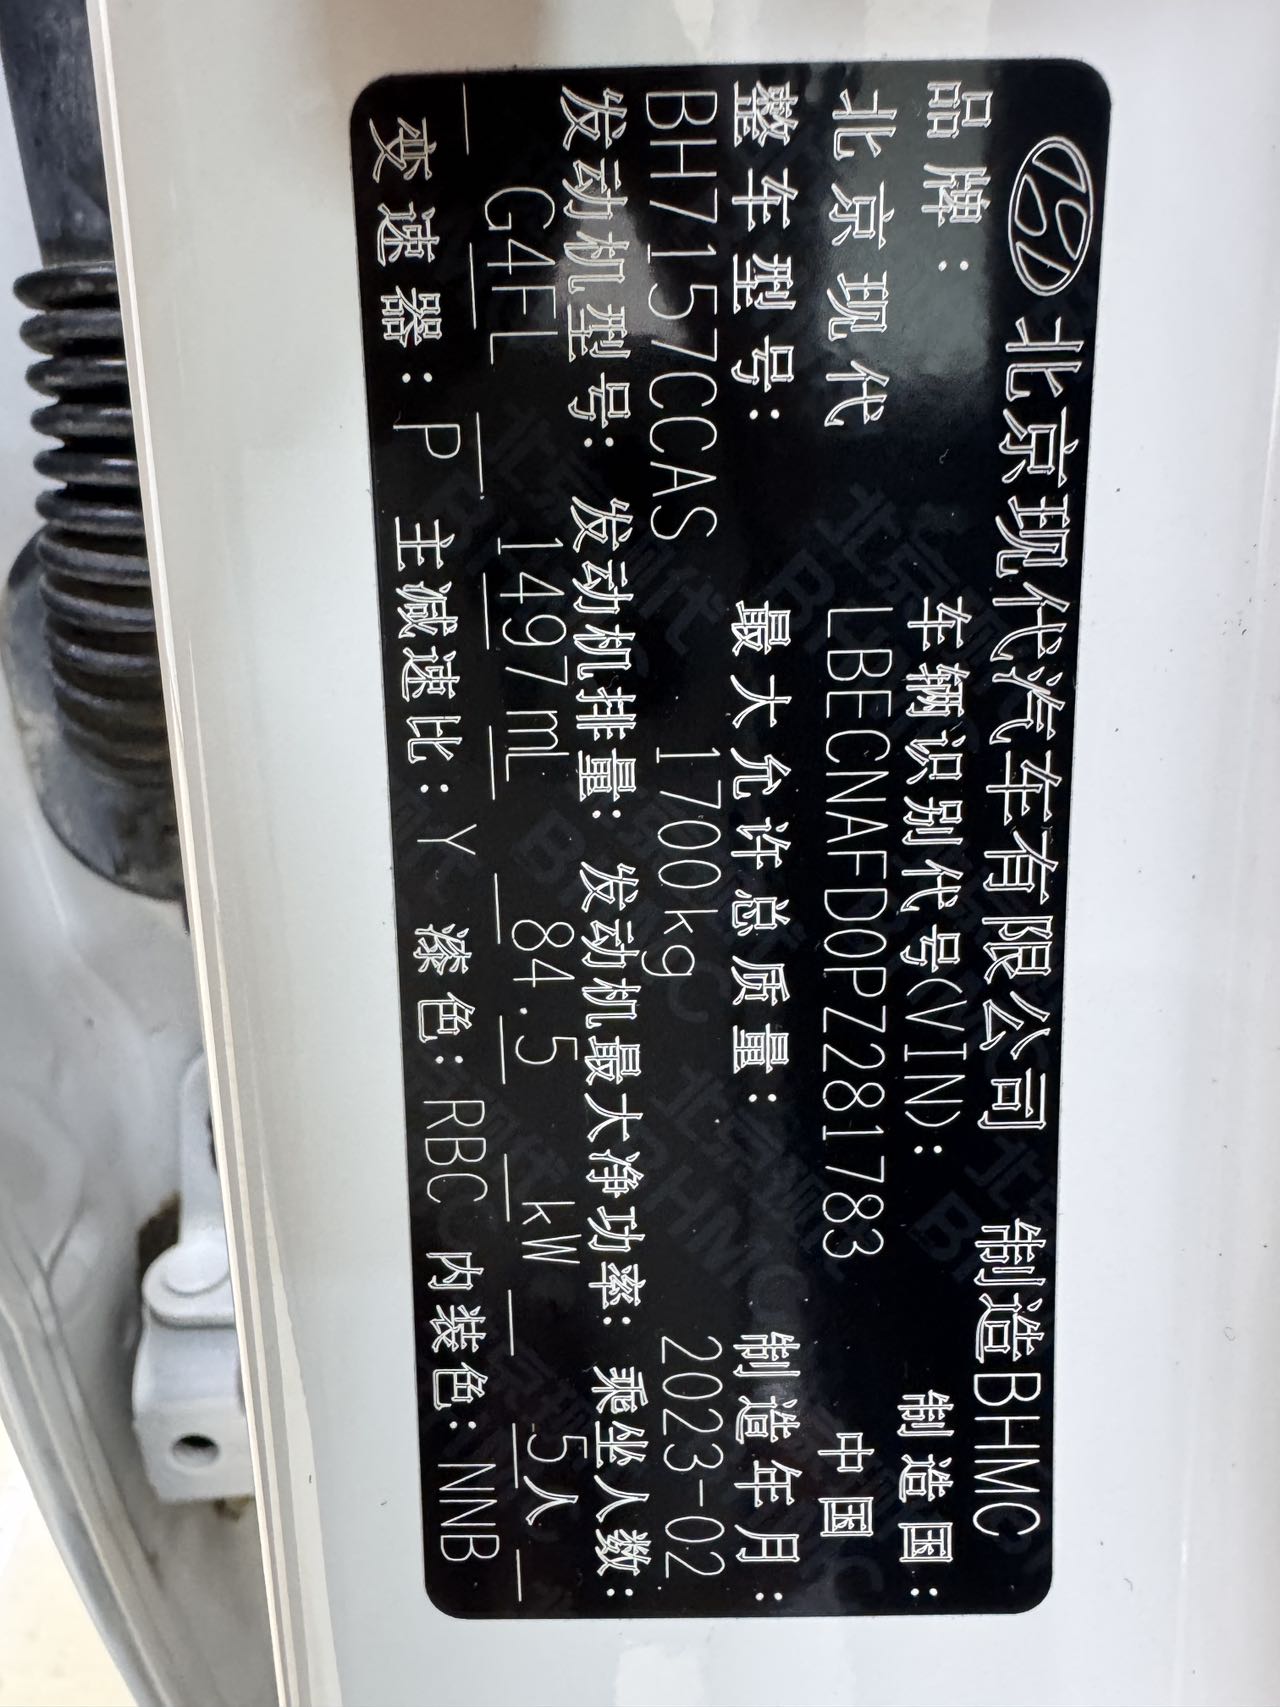 北京现代汽车有限公司 制造BHMC
品牌： 车辆识别代号(VIN)： 制造国：
北京现代 LBECNAFD0PZ281783 中国
整车型号： 最大允许总质量： 制造年月：
BH7157CCAS 1700kg 2023-02
发动机型号： 发动机排量： 发动机最大净功率： 乘坐人数：
G4FL 1497mL 84.5 kW 5人
变速器：P 主减速比：Y 漆色：RBC 内装色：NNB